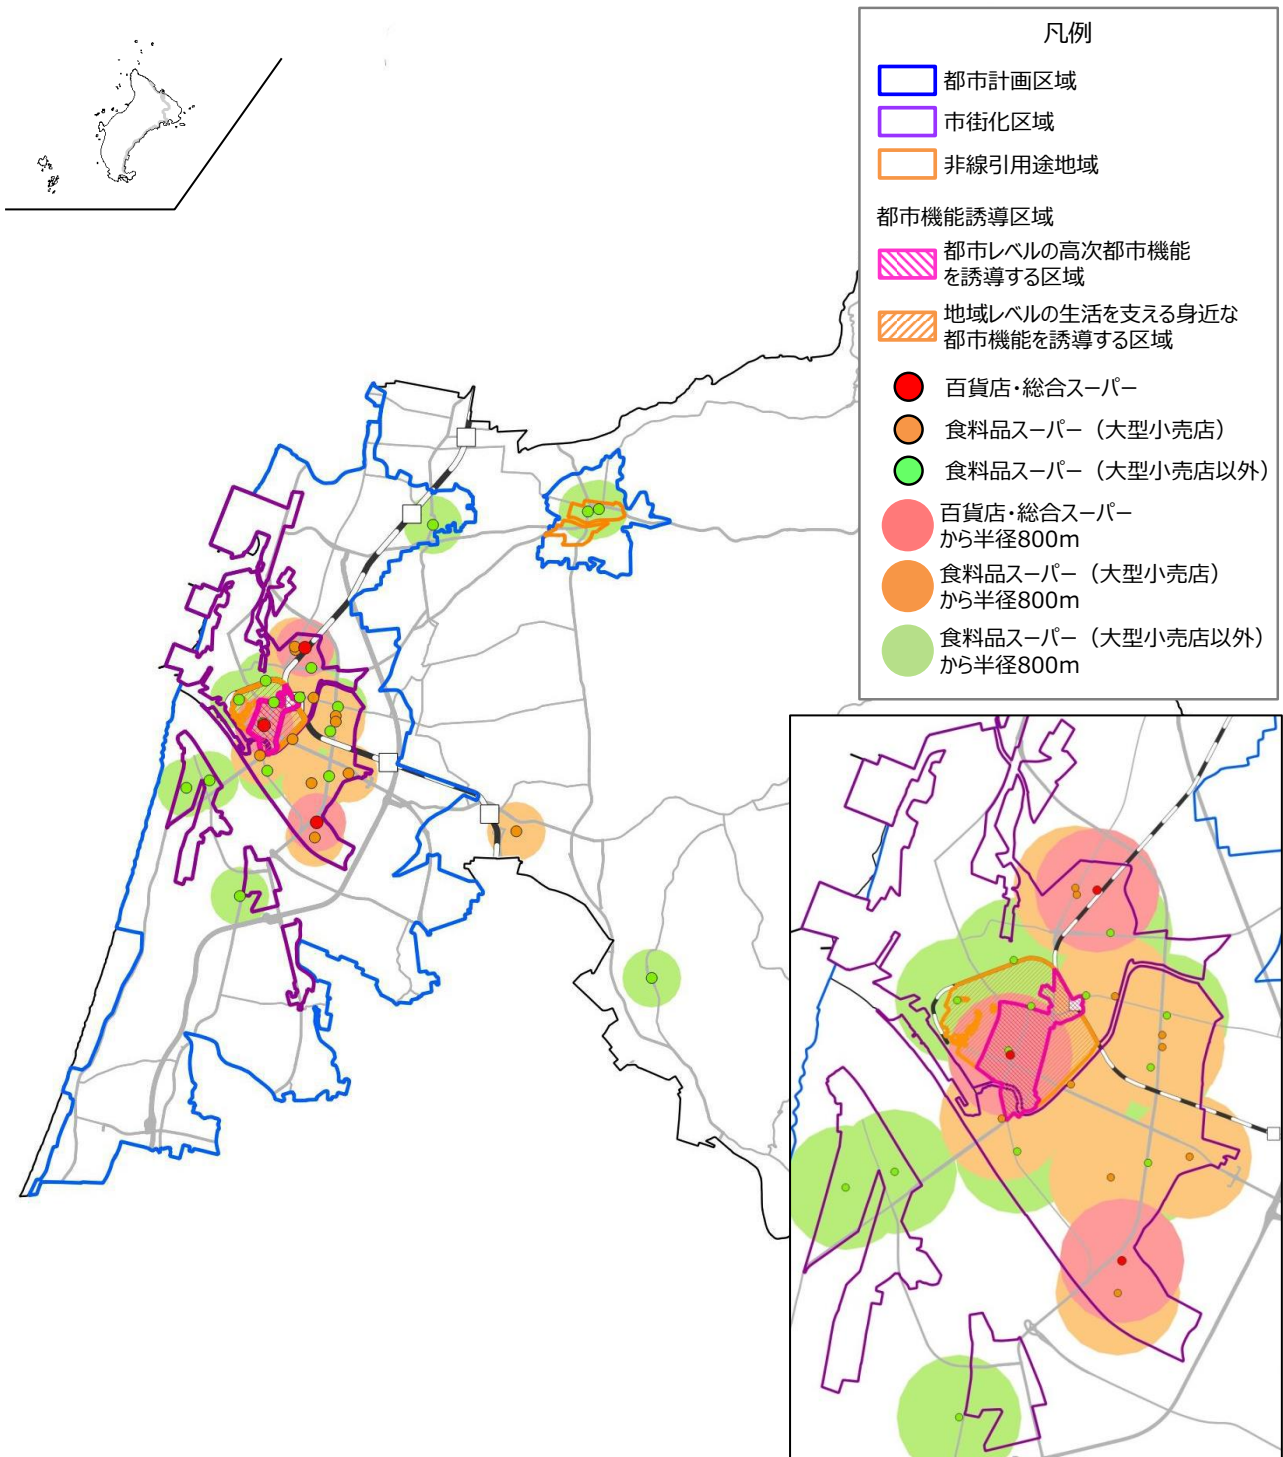 凡例
都市計画区域
市街化区域
非線引用途地域
都市機能誘導区域
都市レベルの高次都市機能
を誘導する区域
地域レベルの生活を支える身近な
都市機能を誘導する区域
百貨店・総合スーパー
食料品スーパー（大型小売店）
食料品スーパー（大型小売店以外）
百貨店・総合スーパー
から半径800m
食料品スーパー（大型小売店）
から半径800m
食料品スーパー（大型小売店以外）
から半径800m